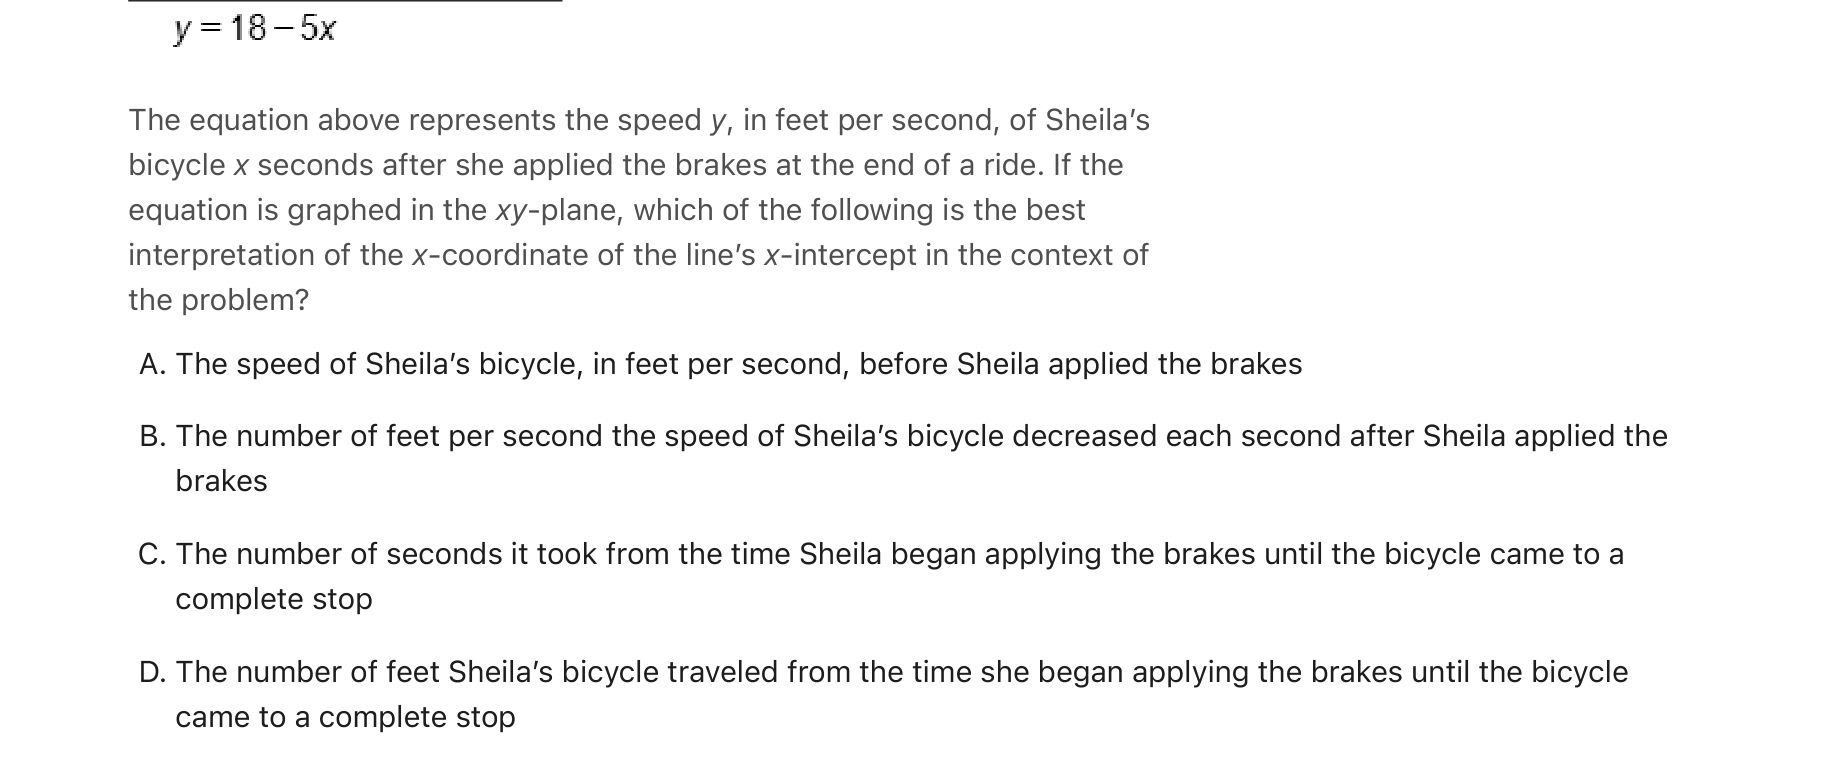 y = 18 – 5x
The equation above represents the speed y, in feet per second, of Sheila’s
bicycle x seconds after she applied the brakes at the end of a ride. If the
equation is graphed in the xy-plane, which of the following is the best
interpretation of the x-coordinate of the line’s x-intercept in the context of
the problem?
A. The speed of Sheila’s bicycle, in feet per second, before Sheila applied the brakes
B. The number of feet per second the speed of Sheila’s bicycle decreased each second after Sheila applied the
brakes
C. The number of seconds it took from the time Sheila began applying the brakes until the bicycle came to a
complete stop
D. The number of feet Sheila’s bicycle traveled from the time she began applying the brakes until the bicycle
came to a complete stop